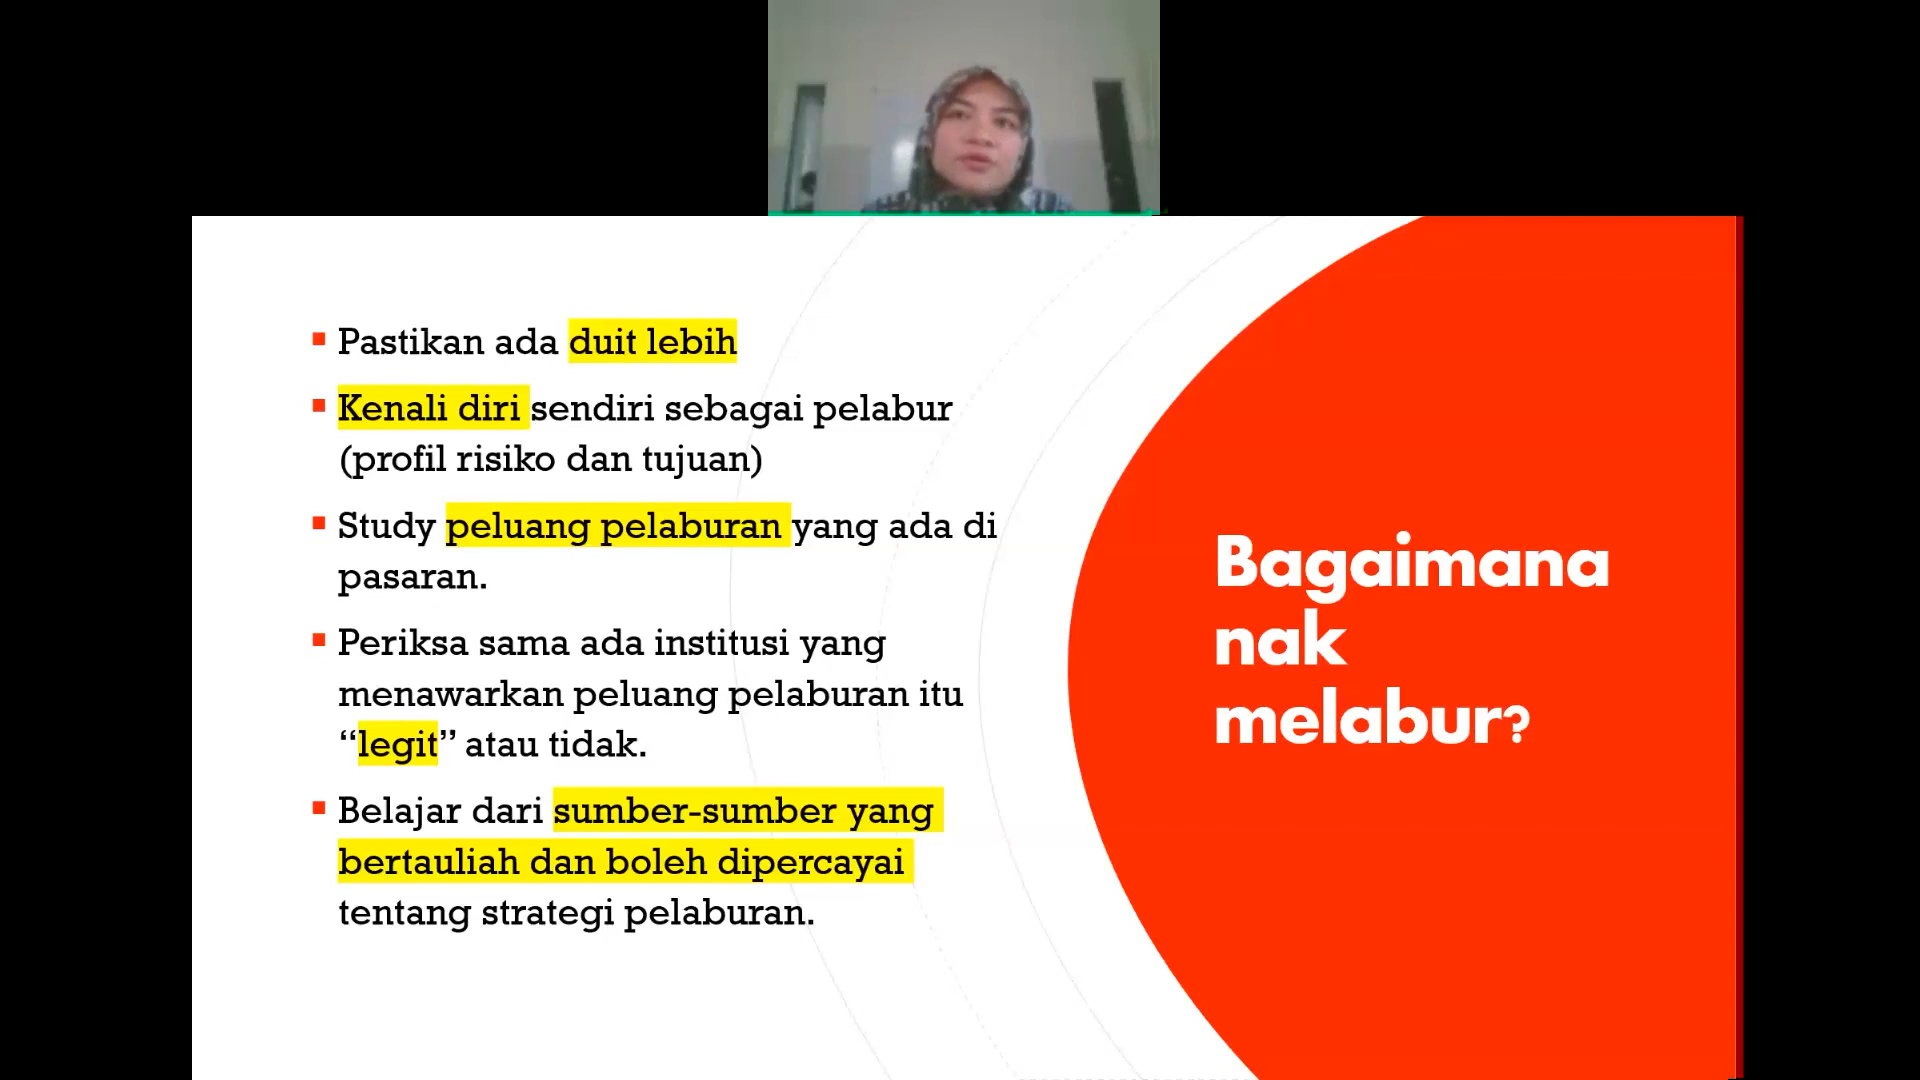 Pastikan ada duit lebih
Kenali diri sendiri sebagai pelabur
(profil risiko dan tujuan)
Study peluang pelaburan yang ada di
pasaran.
Periksa sama ada institusi yang
menawarkan peluang pelaburan itu
“legit” atau tidak.
Belajar dari sumber-sumber yang
bertauliah dan boleh dipercayai
tentang strategi pelaburan.
Bagaimana
nak
melabur?